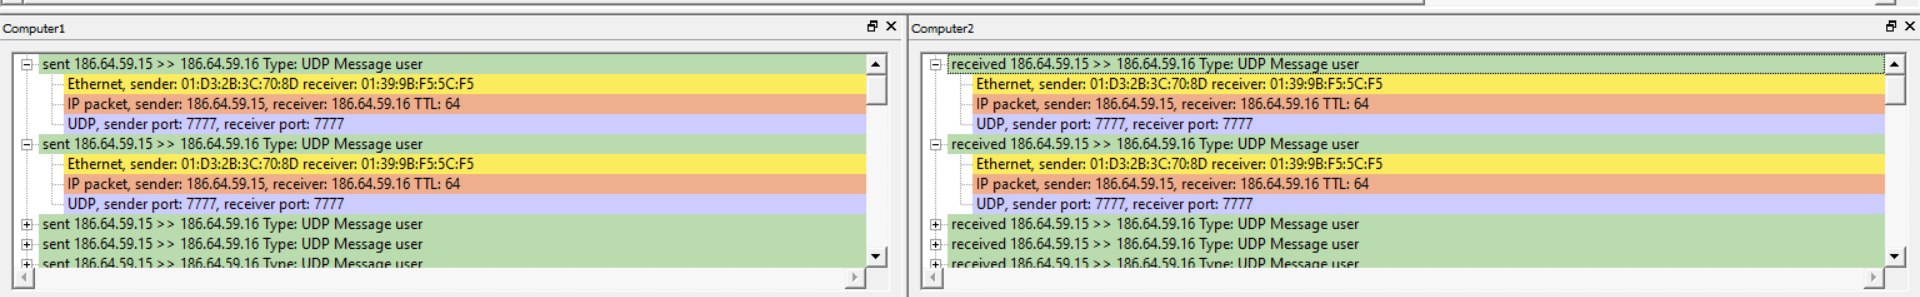 Computer1
sent 186.64.59.15 >> 186.64.59.16 Type: UDP Message user
Ethernet, sender: 01:D3:2B:3C:70:8D receiver: 01:39:9B:F5:5C:F5
IP packet, sender: 186.64.59.15, receiver: 186.64.59.16 TTL: 64
UDP, sender port: 7777, receiver port: 7777
sent 186.64.59.15 >> 186.64.59.16 Type: UDP Message user
Ethernet, sender: 01:D3:2B:3C:70:8D receiver: 01:39:9B:F5:5C:F5
IP packet, sender: 186.64.59.15, receiver: 186.64.59.16 TTL: 64
UDP, sender port: 7777, receiver port: 7777
sent 186.64.59.15 >> 186.64.59.16 Type: UDP Message user
sent 186.64.59.15 >> 186.64.59.16 Type: UDP Message user
sent 186.64.59.15 >> 186.64.59.16 Type: UDP Message user
Computer2
received 186.64.59.15 >> 186.64.59.16 Type: UDP Message user
Ethernet, sender: 01:D3:2B:3C:70:8D receiver: 01:39:9B:F5:5C:F5
IP packet, sender: 186.64.59.15, receiver: 186.64.59.16 TTL: 64
UDP, sender port: 7777, receiver port: 7777
received 186.64.59.15 >> 186.64.59.16 Type: UDP Message user
Ethernet, sender: 01:D3:2B:3C:70:8D receiver: 01:39:9B:F5:5C:F5
IP packet, sender: 186.64.59.15, receiver: 186.64.59.16 TTL: 64
UDP, sender port: 7777, receiver port: 7777
received 186.64.59.15 >> 186.64.59.16 Type: UDP Message user
received 186.64.59.15 >> 186.64.59.16 Type: UDP Message user
received 186.64.59.15 >> 186.64.59.16 Type: UDP Message user